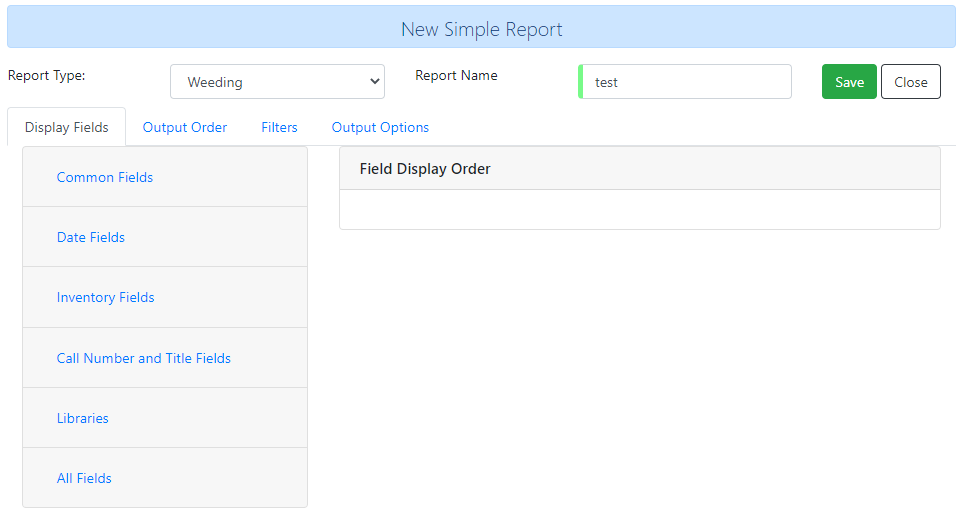 New Simple Report
Report Type: Weeding Report Name test Save Close
Display Fields Output Order Filters Output Options
Common Fields
Date Fields
Inventory Fields
Call Number and Title Fields
Libraries
All Fields
Field Display Order